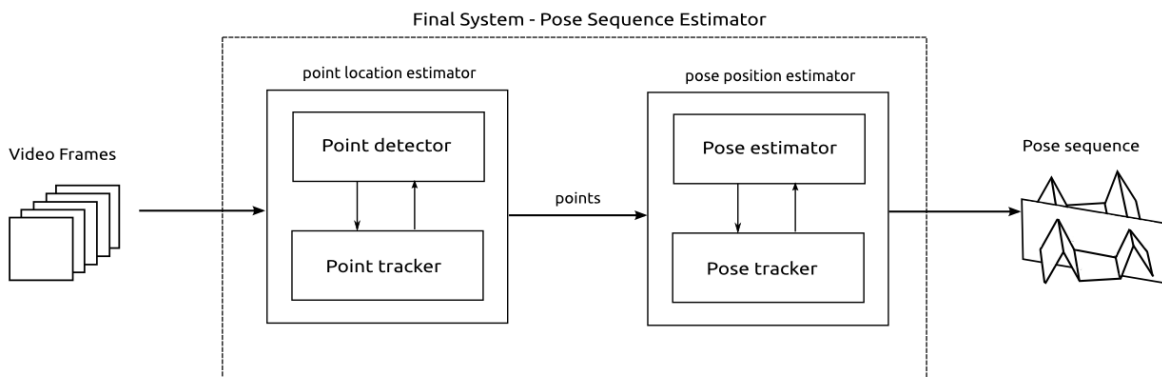 Final System - Pose Sequence Estimator
point location estimator
pose position estimator
Point detector
Pose estimator
Video Frames
Pose sequence
points
Point tracker
Pose tracker